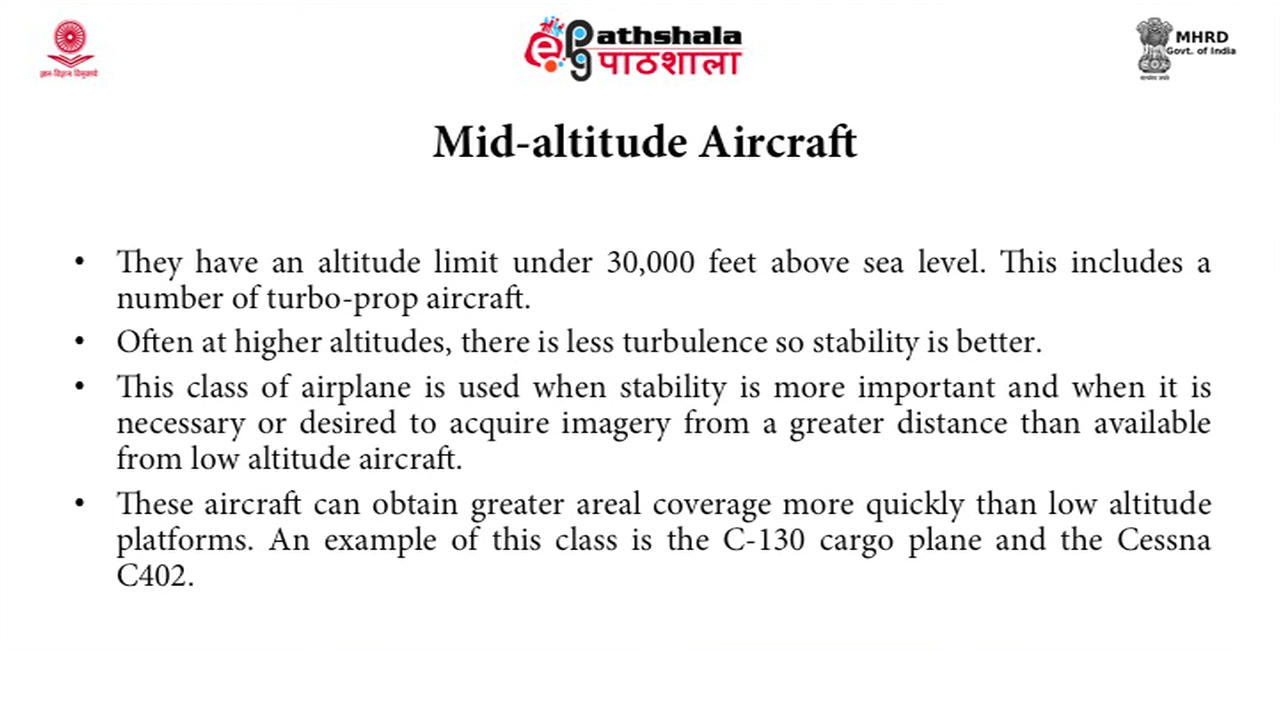 ज्ञान-विज्ञान विमुक्तये
ePGathshala
पाठशाला
MHRD
Govt. of India
सत्यमेव जयते
Mid-altitude Aircraft
• They have an altitude limit under 30,000 feet above sea level. This includes a
number of turbo-prop aircraft.
• Often at higher altitudes, there is less turbulence so stability is better.
• This class of airplane is used when stability is more important and when it is
necessary or desired to acquire imagery from a greater distance than available
from low altitude aircraft.
• These aircraft can obtain greater areal coverage more quickly than low altitude
platforms. An example of this class is the C-130 cargo plane and the Cessna
C402.